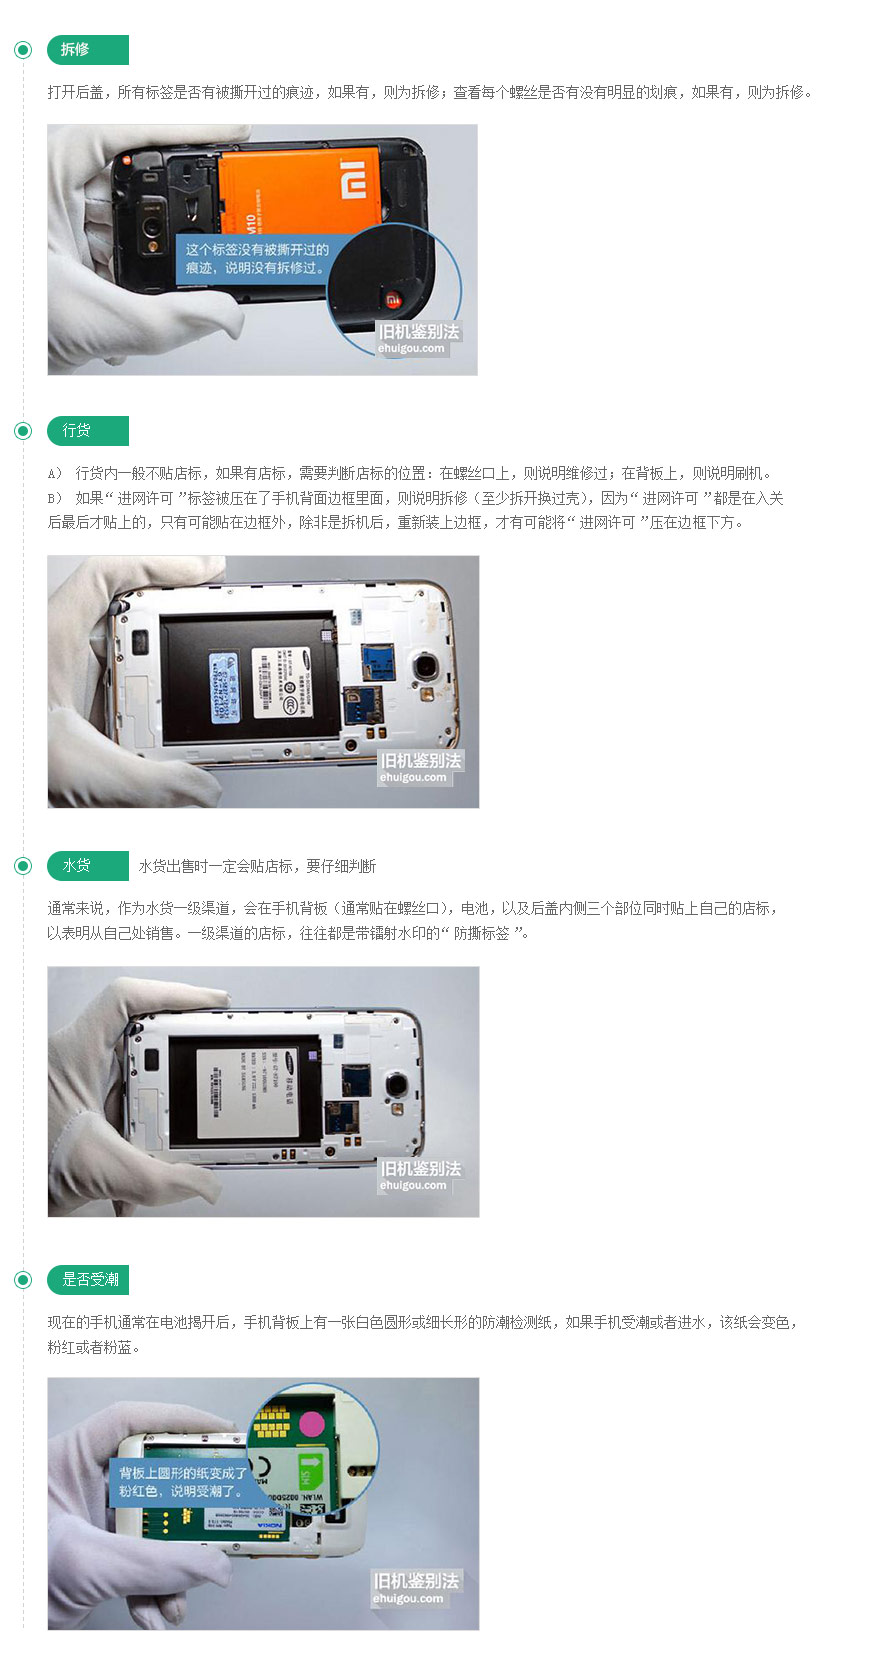 拆修
打开后盖，所有标签是否有被撕开过的痕迹，如果有，则为拆修；查看每个螺丝是否有没有明显的划痕，如果有，则为拆修。
mi
M10
这个标签没有被撕开过的
痕迹，说明没有拆修过。
旧机鉴别法
ehuigou.com
行货
A） 行货内一般不贴店标，如果有店标，需要判断店标的位置：在螺丝口上，则说明维修过；在背板上，则说明刷机。
B） 如果“ 进网许可 ”标签被压在了手机背面边框里面，则说明拆修（至少拆开换过壳），因为“ 进网许可 ”都是在入关
后最后才贴上的，只有可能贴在边框外，除非是拆机后，重新装上边框，才有可能将“ 进网许可 ”压在边框下方。
旧机鉴别法
ehuigou.com
水货
水货出售时一定会贴店标，要仔细判断
通常来说，作为水货一级渠道，会在手机背板（通常贴在螺丝口），电池，以及后盖内侧三个部位同时贴上自己的店标，
以表明从自己处销售。一级渠道的店标，往往都是带镭射水印的“ 防撕标签 ”。
SAMSUNG
移动电话
旧机鉴别法
ehuigou.com
是否受潮
现在的手机通常在电池揭开后，手机背板上有一张白色圆形或细长形的防潮检测纸，如果手机受潮或者进水，该纸会变色，
粉红或者粉蓝。
SIM
背板上圆形的纸变成了
粉红色，说明受潮了。
NOKIA
旧机鉴别法
ehuigou.com